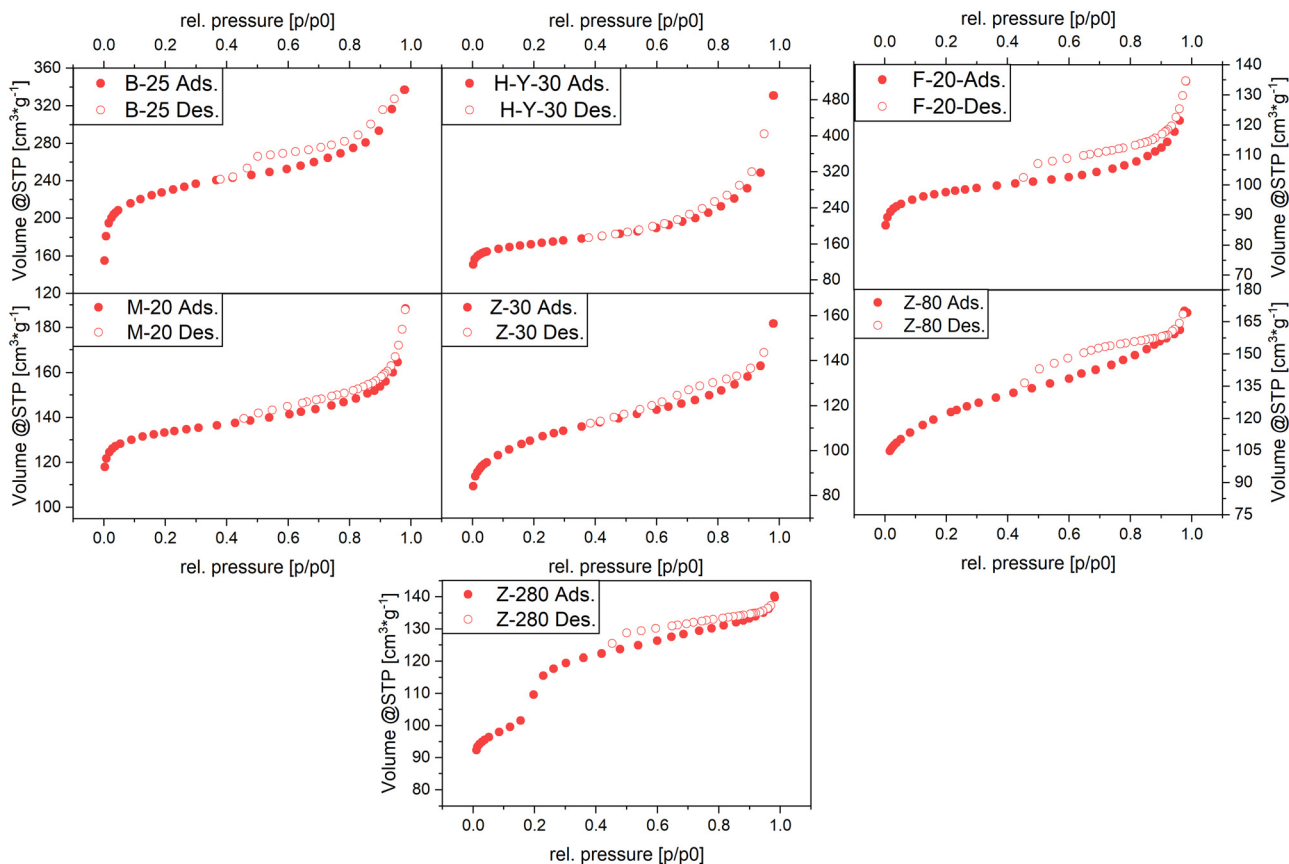 rel. pressure [p/p0]
rel. pressure [p/p0]
rel. pressure [p/p0]
0.0 0.2 0.4 0.6 0.8 1.0
0.0 0.2 0.4 0.6 0.8 1.0
0.0 0.2 0.4 0.6 0.8 1.0
Volume @STP [cm³*g⁻¹]
360
320
280
240
200
160
120
B-25 Ads.
B-25 Des.
H-Y-30 Ads.
H-Y-30 Des.
480
400
320
240
160
80
Volume @STP [cm³*g⁻¹]
F-20-Ads.
F-20-Des.
140
135
130
125
120
115
110
105
100
95
90
85
80
75
70
Volume @STP [cm³*g⁻¹]
Volume @STP [cm³*g⁻¹]
180
160
140
120
100
M-20 Ads.
M-20 Des.
Z-30 Ads.
Z-30 Des.
160
140
120
100
80
Volume @STP [cm³*g⁻¹]
Z-80 Ads.
Z-80 Des.
180
165
150
135
120
105
90
75
Volume @STP [cm³*g⁻¹]
0.0 0.2 0.4 0.6 0.8 1.0
0.0 0.2 0.4 0.6 0.8 1.0
0.0 0.2 0.4 0.6 0.8 1.0
rel. pressure [p/p0]
rel. pressure [p/p0]
rel. pressure [p/p0]
Volume @STP [cm³*g⁻¹]
140
130
120
110
100
90
80
Z-280 Ads.
Z-280 Des.
0.0 0.2 0.4 0.6 0.8 1.0
rel. pressure [p/p0]